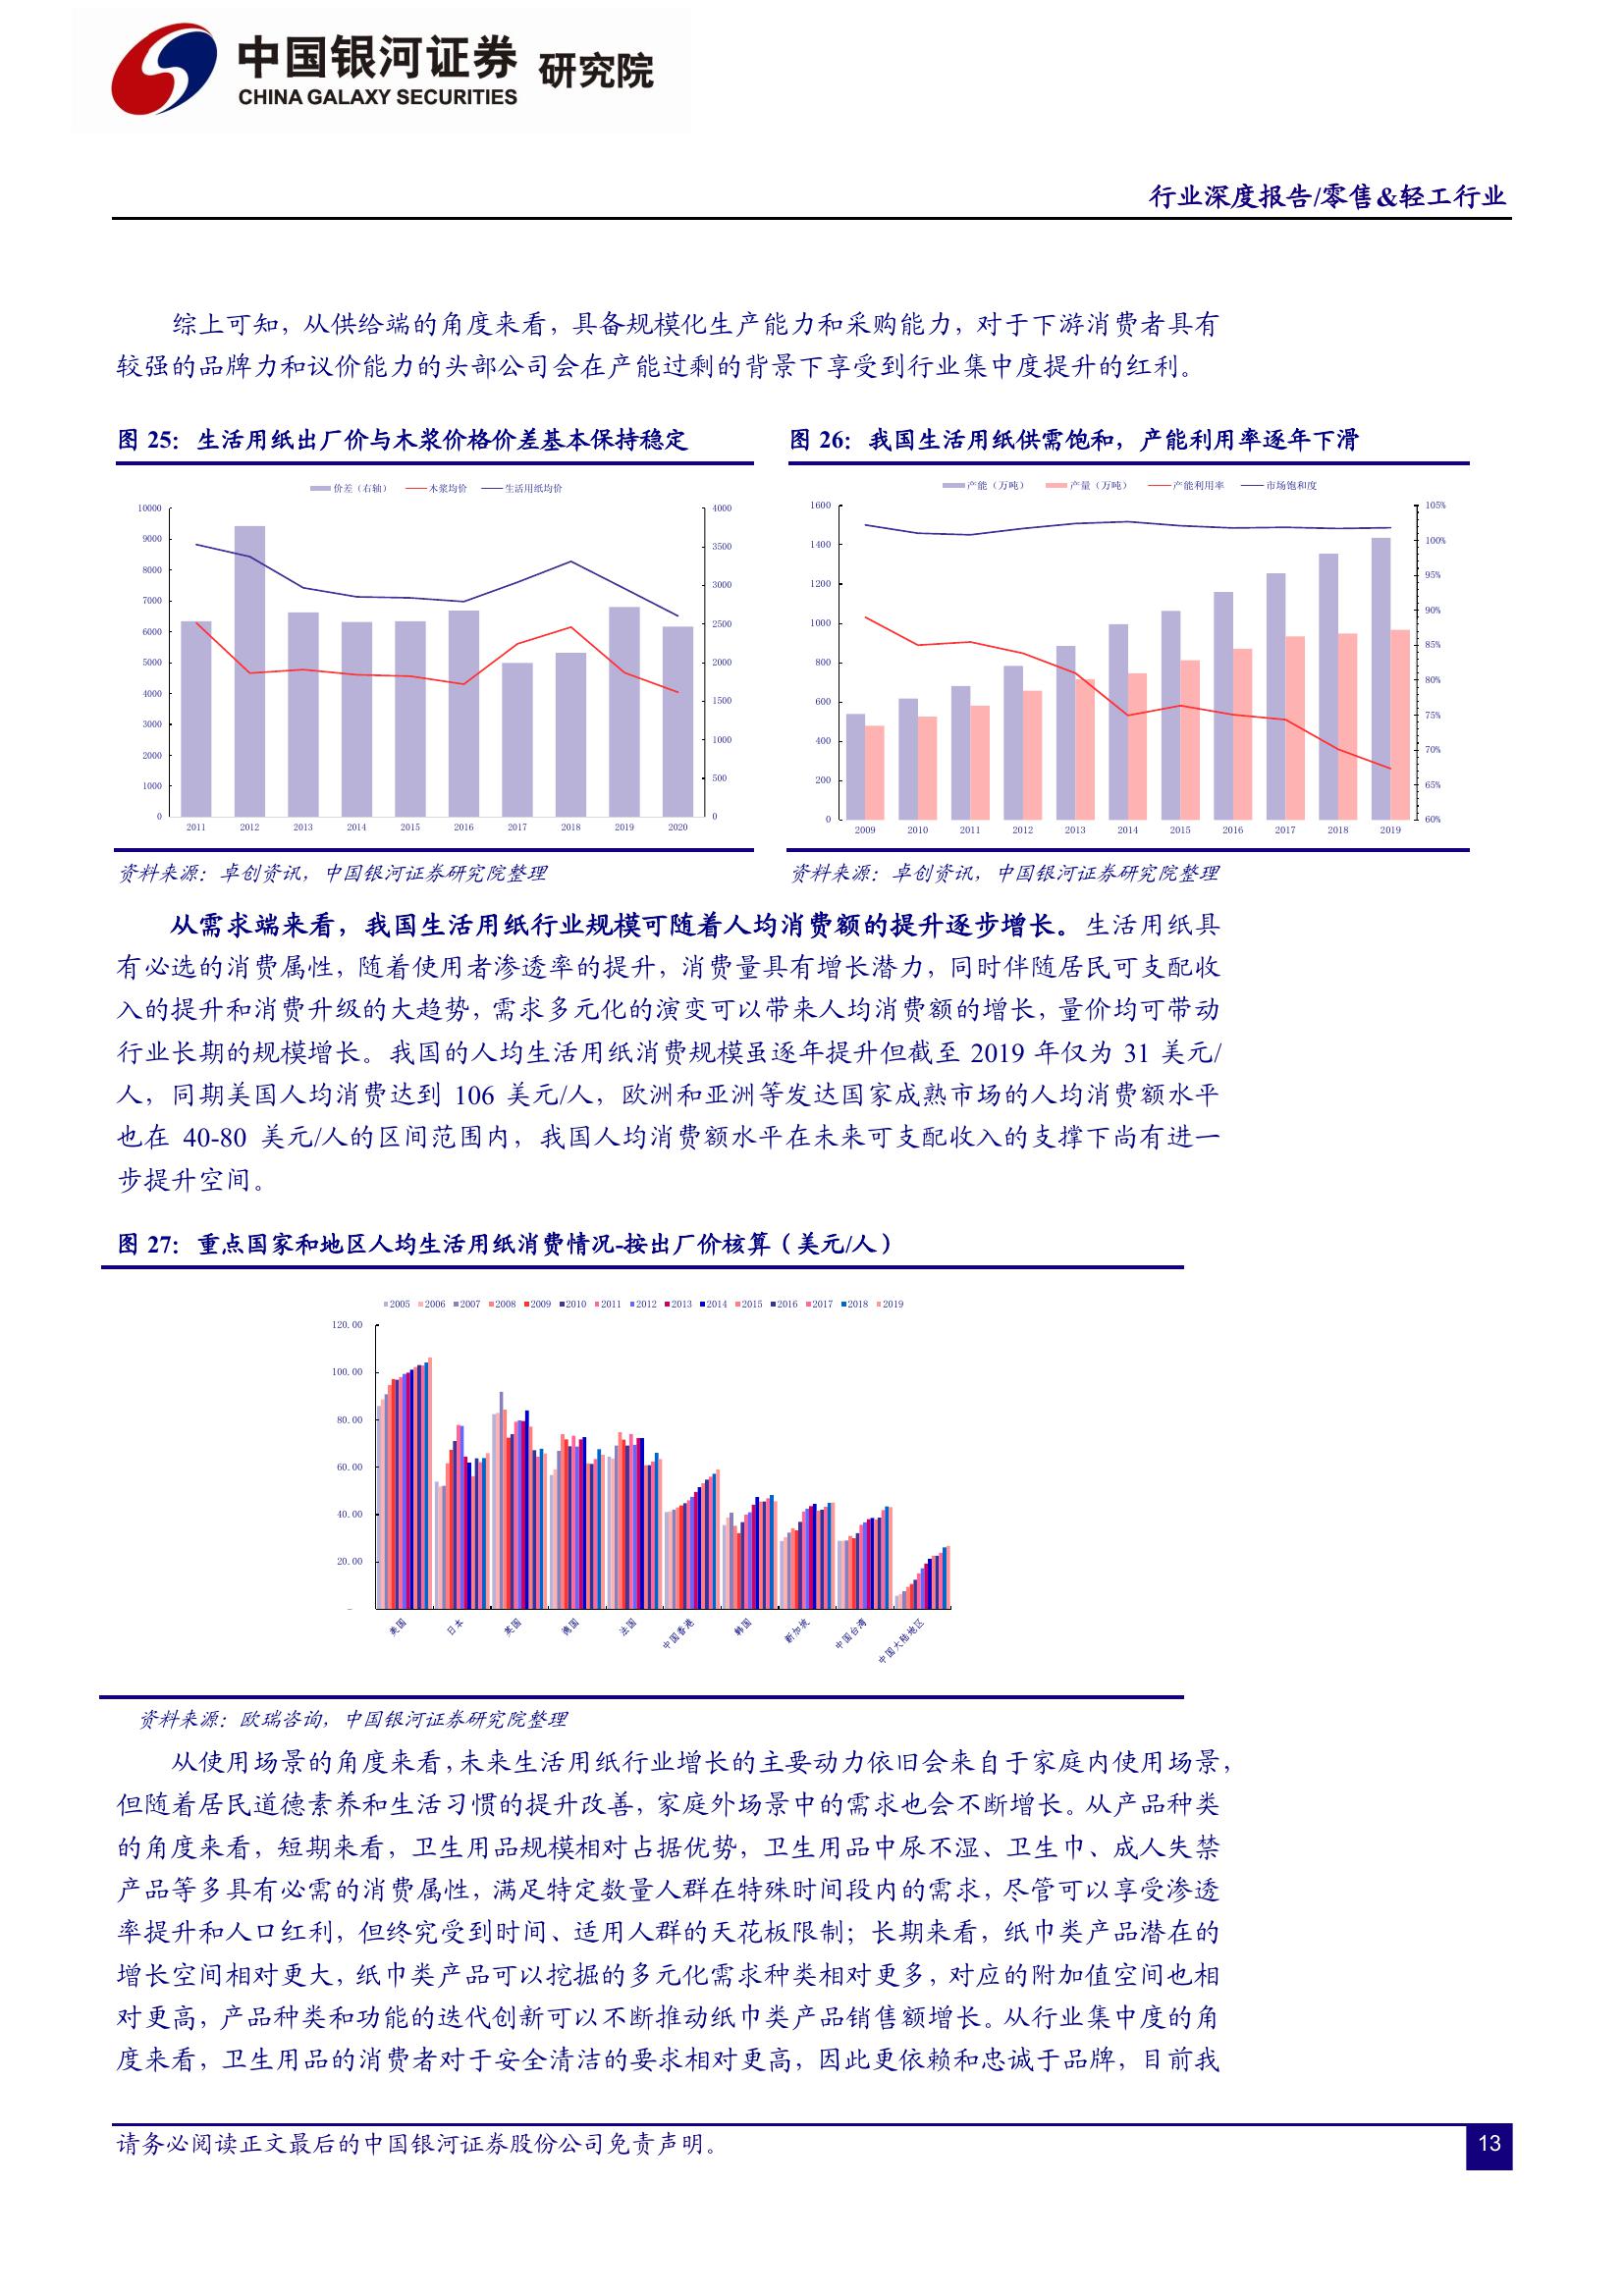 中国银河证券 研究院
CHINA GALAXY SECURITIES
行业深度报告/零售&轻工行业
综上可知，从供给端的角度来看，具备规模化生产能力和采购能力，对于下游消费者具有
较强的品牌力和议价能力的头部公司会在产能过剩的背景下享受到行业集中度提升的红利。
图 25：生活用纸出厂价与木浆价格价差基本保持稳定
价差（右轴） 木浆均价 生活用纸均价
10000
9000
8000
7000
6000
5000
4000
3000
2000
1000
0
4000
3500
3000
2500
2000
1500
1000
500
0
2011 2012 2013 2014 2015 2016 2017 2018 2019 2020
资料来源：卓创资讯，中国银河证券研究院整理
图 26：我国生活用纸供需饱和，产能利用率逐年下滑
产能（万吨） 产量（万吨） 产能利用率 市场饱和度
1600
1400
1200
1000
800
600
400
200
0
105%
100%
95%
90%
85%
80%
75%
70%
65%
60%
2009 2010 2011 2012 2013 2014 2015 2016 2017 2018 2019
资料来源：卓创资讯，中国银河证券研究院整理
从需求端来看，我国生活用纸行业规模可随着人均消费额的提升逐步增长。生活用纸具
有必选的消费属性，随着使用者渗透率的提升，消费量具有增长潜力，同时伴随居民可支配收
入的提升和消费升级的大趋势，需求多元化的演变可以带来人均消费额的增长，量价均可带动
行业长期的规模增长。我国的人均生活用纸消费规模虽逐年提升但截至 2019 年仅为 31 美元/
人，同期美国人均消费达到 106 美元/人，欧洲和亚洲等发达国家成熟市场的人均消费额水平
也在 40-80 美元/人的区间范围内，我国人均消费额水平在未来可支配收入的支撑下尚有进一
步提升空间。
图 27：重点国家和地区人均生活用纸消费情况-按出厂价核算（美元/人）
2005 2006 2007 2008 2009 2010 2011 2012 2013 2014 2015 2016 2017 2018 2019
120.00
100.00
80.00
60.00
40.00
20.00
-
美国 日本 英国 德国 法国 中国香港 韩国 新加坡 中国台湾 中国大陆地区
资料来源：欧瑞咨询，中国银河证券研究院整理
从使用场景的角度来看，未来生活用纸行业增长的主要动力依旧会来自于家庭内使用场景，
但随着居民道德素养和生活习惯的提升改善，家庭外场景中的需求也会不断增长。从产品种类
的角度来看，短期来看，卫生用品规模相对占据优势，卫生用品中尿不湿、卫生巾、成人失禁
产品等多具有必需的消费属性，满足特定数量人群在特殊时间段内的需求，尽管可以享受渗透
率提升和人口红利，但终究受到时间、适用人群的天花板限制；长期来看，纸巾类产品潜在的
增长空间相对更大，纸巾类产品可以挖掘的多元化需求种类相对更多，对应的附加值空间也相
对更高，产品种类和功能的迭代创新可以不断推动纸巾类产品销售额增长。从行业集中度的角
度来看，卫生用品的消费者对于安全清洁的要求相对更高，因此更依赖和忠诚于品牌，目前我
请务必阅读正文最后的中国银河证券股份公司免责声明。
13